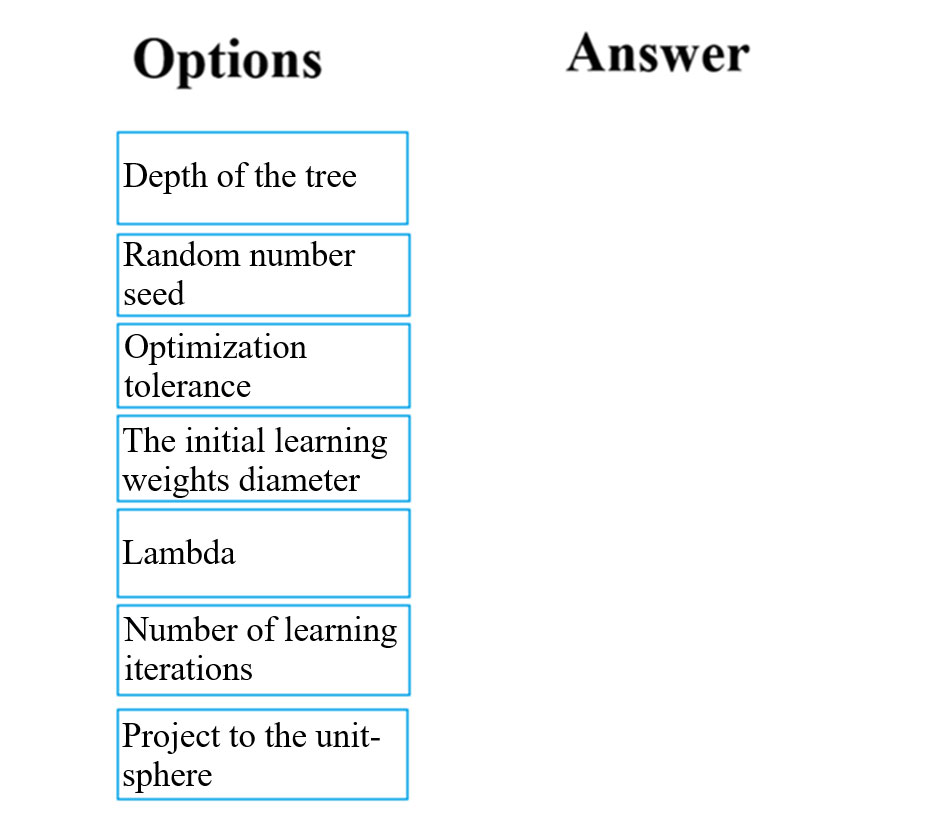 Options
Answer
Depth of the tree
Random number
seed
Optimization
tolerance
The initial learning
weights diameter
Lambda
Number of learning
iterations
Project to the unit-
sphere